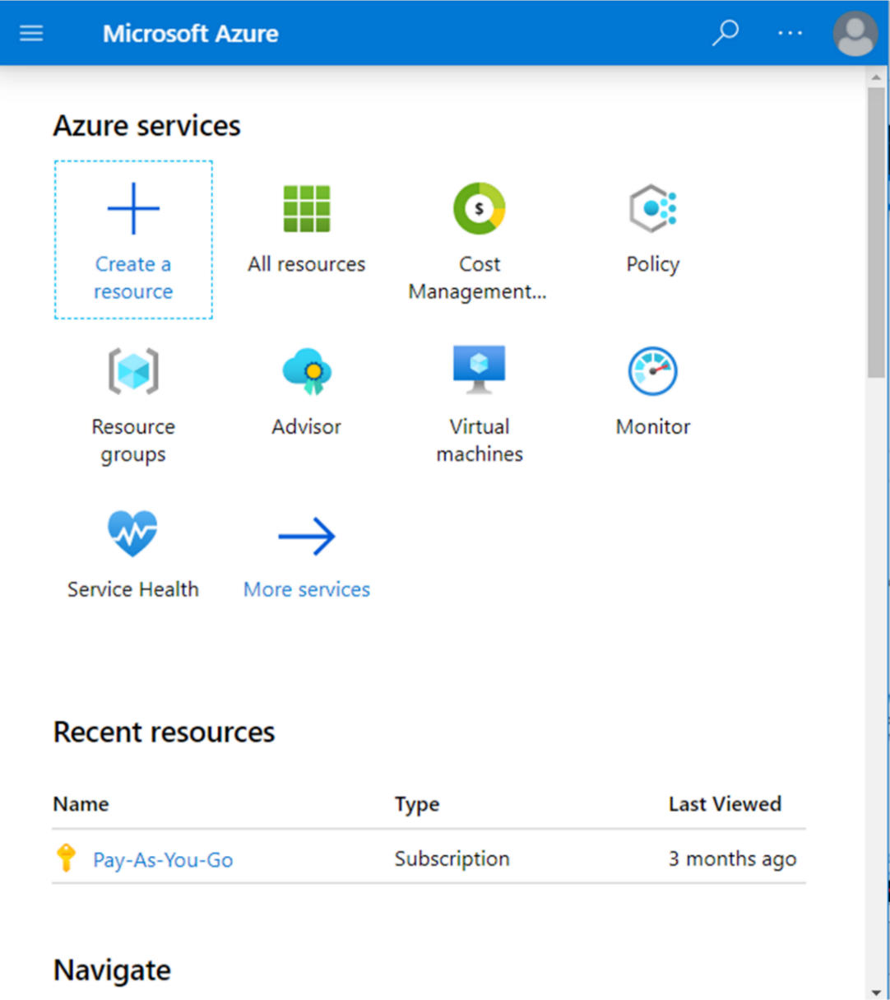 Microsoft Azure
Azure services
Create a resource
All resources
Cost Management...
$
Policy
Resource groups
Advisor
Virtual machines
Monitor
Service Health
More services
Recent resources
Name Type Last Viewed
Pay-As-You-Go Subscription 3 months ago
Navigate